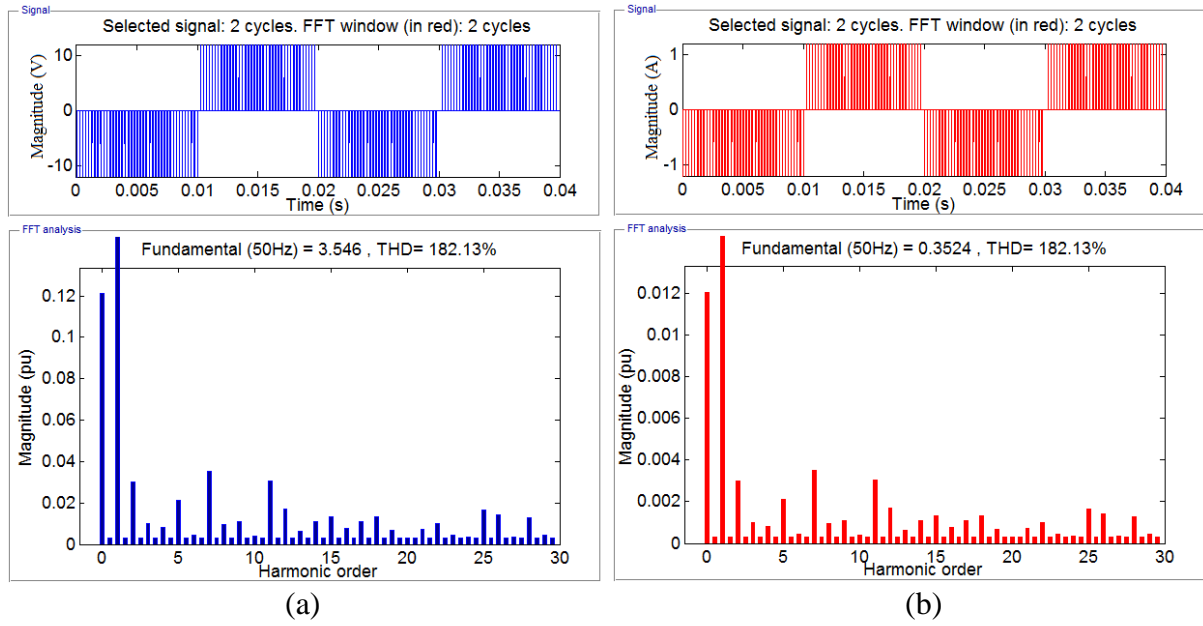 Signal
Selected signal: 2 cycles. FFT window (in red): 2 cycles
Magnitude (V)
10
0
-10
0 0.005 0.01 0.015 0.02 0.025 0.03 0.035 0.04
Time (s)
FFT analysis
Fundamental (50Hz) = 3.546 , THD= 182.13%
Magnitude (pu)
0.12
0.1
0.08
0.06
0.04
0.02
0
0 5 10 15 20 25 30
Harmonic order
(a)
Signal
Selected signal: 2 cycles. FFT window (in red): 2 cycles
Magnitude (A)
1
0
-1
0 0.005 0.01 0.015 0.02 0.025 0.03 0.035 0.04
Time (s)
FFT analysis
Fundamental (50Hz) = 0.3524 , THD= 182.13%
Magnitude (pu)
0.012
0.01
0.008
0.006
0.004
0.002
0
0 5 10 15 20 25 30
Harmonic order
(b)